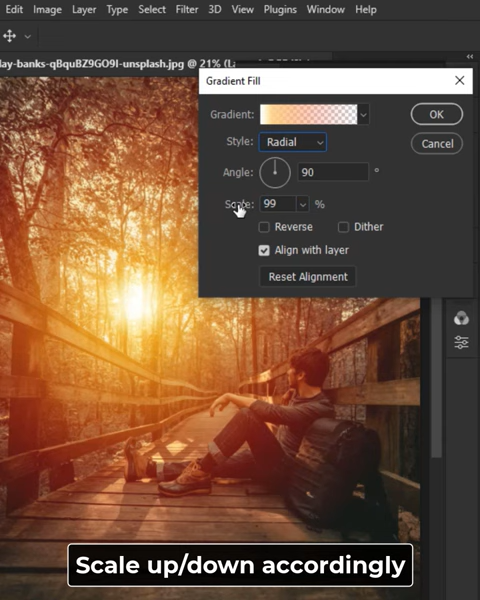 Edit Image Layer Type Select Filter 3D View Plugins Window Help
lay-banks-qBquBZ9GO9I-unsplash.jpg @ 21% (La
Gradient Fill
Gradient:
OK
Style: Radial
Cancel
Angle: 90 °
Scale: 99 %
Reverse Dither
Align with layer
Reset Alignment
Scale up/down accordingly